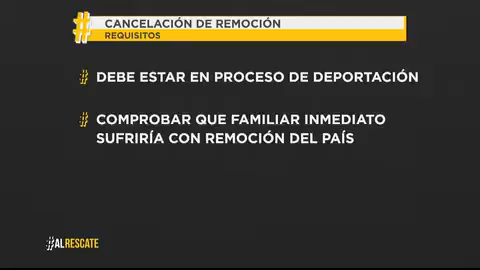 # CANCELACIÓN DE REMOCIÓN
REQUISITOS
# DEBE ESTAR EN PROCESO DE DEPORTACIÓN
# COMPROBAR QUE FAMILIAR INMEDIATO
SUFRIRÍA CON REMOCIÓN DEL PAÍS
#ALRESCATE